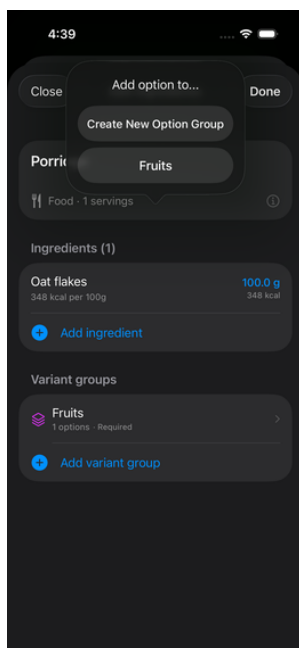 4:39
Add option to...
Close
Done
Create New Option Group
Fruits
Porri
Food · 1 servings
Ingredients (1)
Oat flakes
100.0 g
348 kcal per 100g
348 kcal
Add ingredient
Variant groups
Fruits
1 options · Required
Add variant group